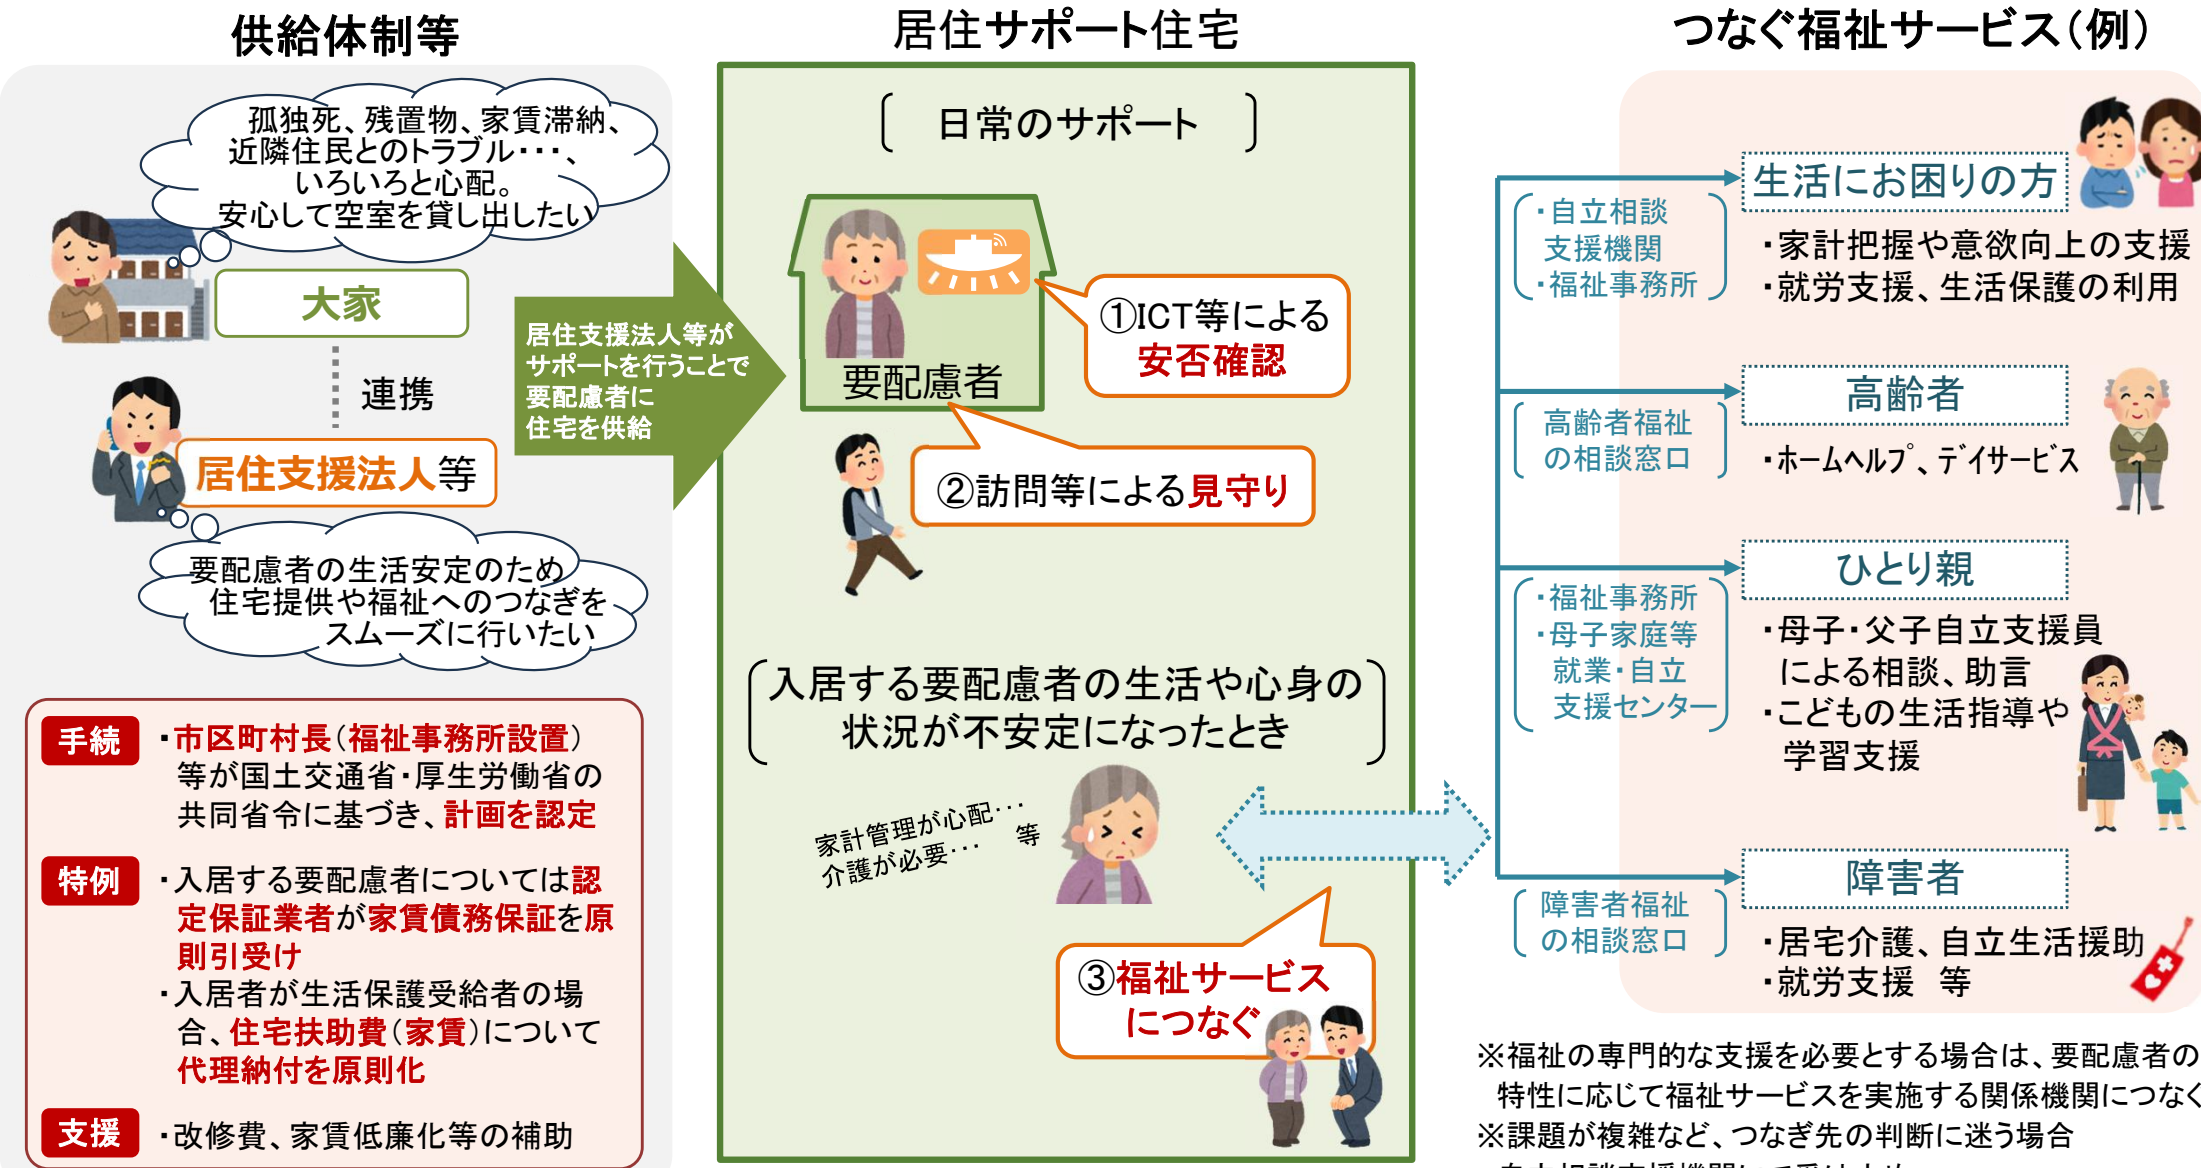 供給体制等
孤独死、残置物、家賃滞納、
近隣住民とのトラブル・・・、
いろいろと心配。
安心して空室を貸し出したい
大家
連携
居住支援法人等
要配慮者の生活安定のため
住宅提供や福祉へのつなぎを
スムーズに行いたい
手続
・市区町村長（福祉事務所設置）
等が国土交通省・厚生労働省の
共同省令に基づき、計画を認定
特例
・入居する要配慮者については認
定保証業者が家賃債務保証を原
則引受け
・入居者が生活保護受給者の場
合、住宅扶助費（家賃）について
代理納付を原則化
支援
・改修費、家賃低廉化等の補助
居住支援法人等が
サポートを行うことで
要配慮者に
住宅を供給
居住サポート住宅
日常のサポート
要配慮者
①ICT等による
安否確認
②訪問等による見守り
入居する要配慮者の生活や心身の
状況が不安定になったとき
家計管理が心配・・・
介護が必要・・・ 等
③福祉サービス
につなぐ
つなぐ福祉サービス（例）
生活にお困りの方
・自立相談
支援機関
・福祉事務所
・家計把握や意欲向上の支援
・就労支援、生活保護の利用
高齢者
高齢者福祉
の相談窓口
・ホームヘルプ、デイサービス
ひとり親
・福祉事務所
・母子家庭等
就業・自立
支援センター
・母子・父子自立支援員
による相談、助言
・こどもの生活指導や
学習支援
障害者
障害者福祉
の相談窓口
・居宅介護、自立生活援助
・就労支援 等
※福祉の専門的な支援を必要とする場合は、要配慮者の
特性に応じて福祉サービスを実施する関係機関につなぐ
※課題が複雑など、つなぎ先の判断に迷う場合